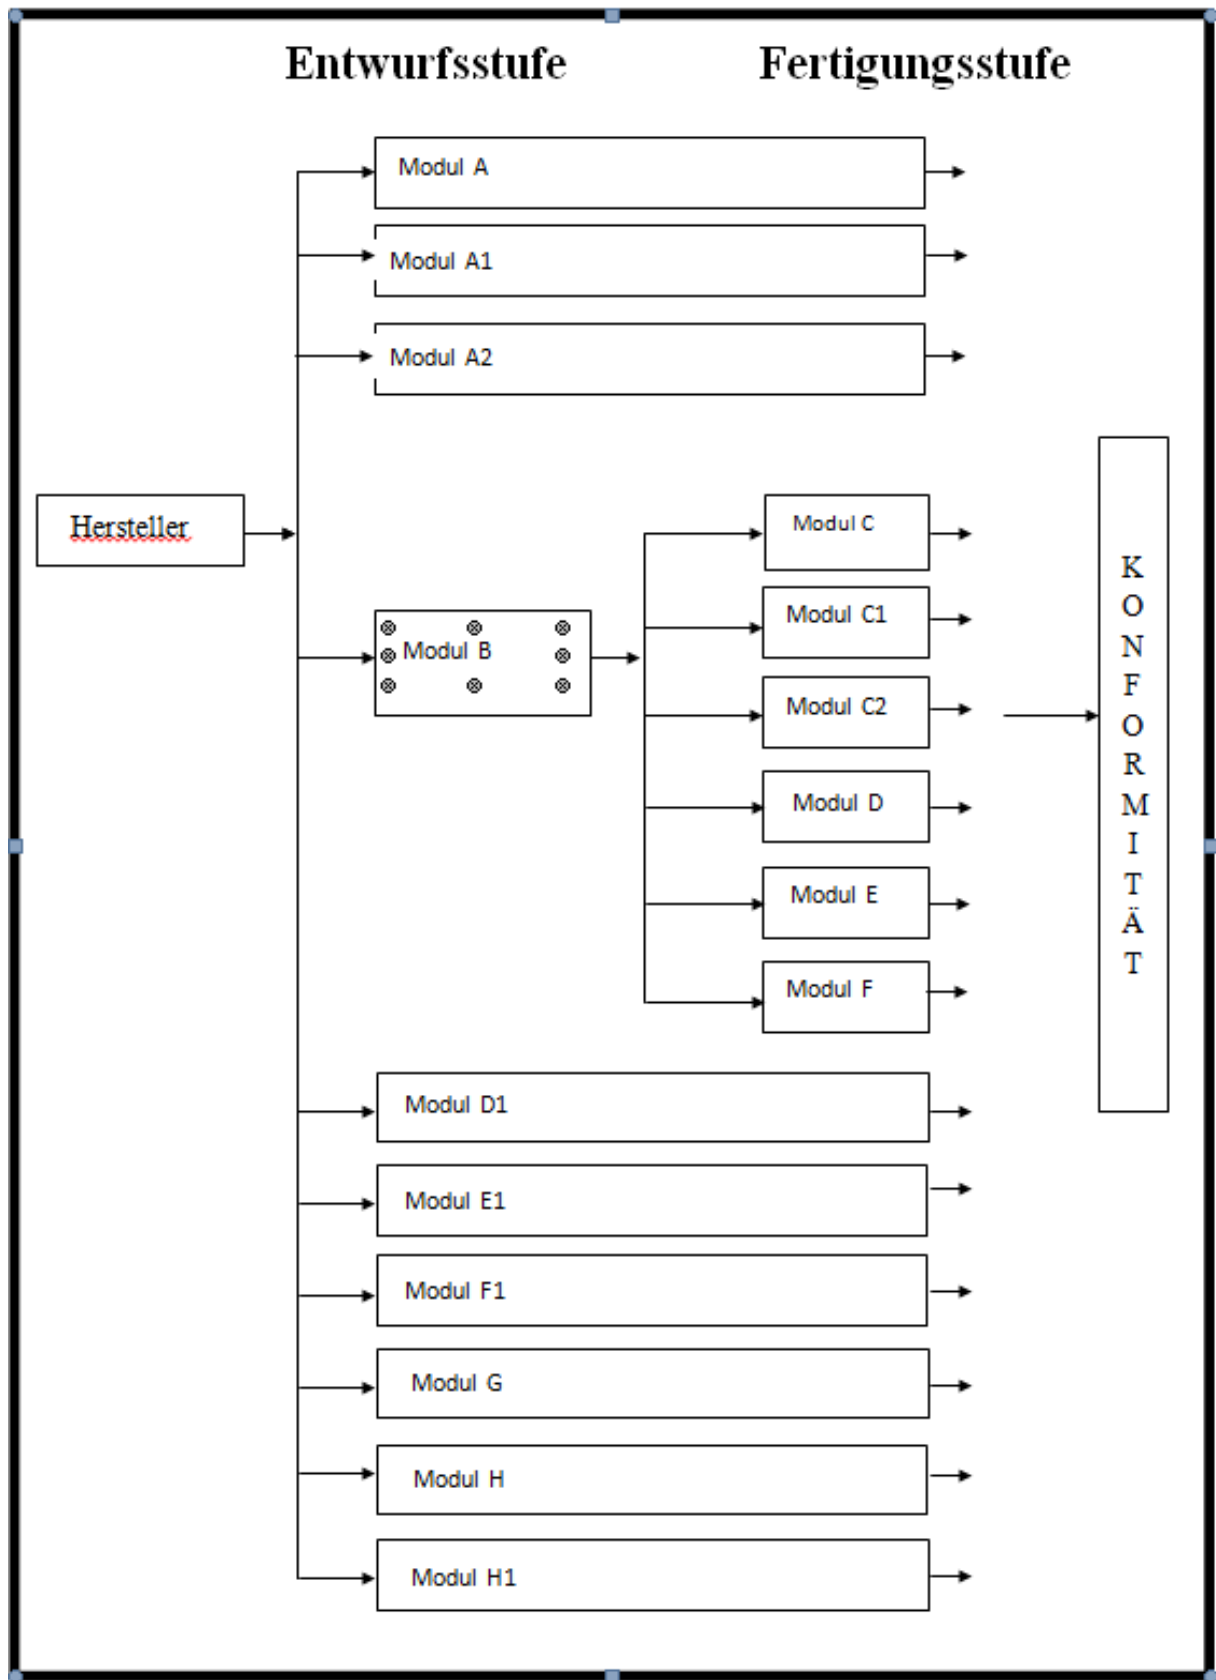 Entwurfsstufe
Fertigungsstufe
Modul A
Modul A1
Modul A2
Hersteller
Modul B
Modul C
Modul C1
Modul C2
Modul D
Modul E
Modul F
K
O
N
F
O
R
M
I
T
Ä
T
Modul D1
Modul E1
Modul F1
Modul G
Modul H
Modul H1